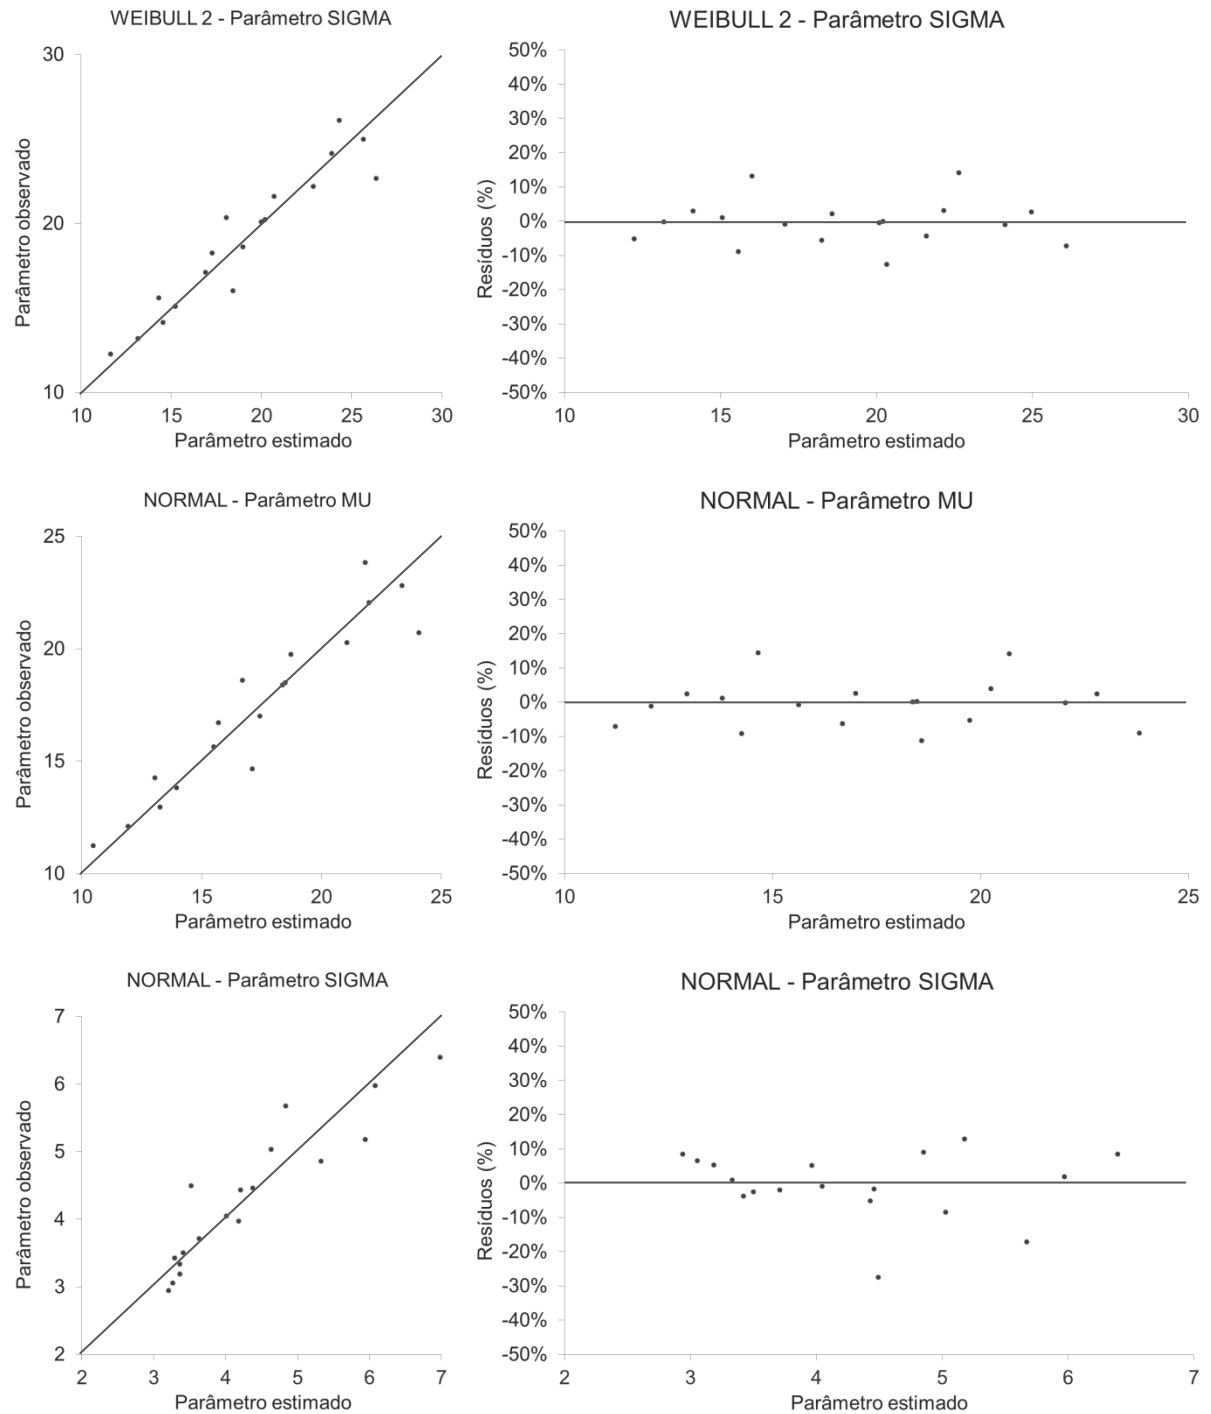 WEIBULL 2 - Parâmetro SIGMA
30
20
10
Parâmetro observado
10 15 20 25 30
Parâmetro estimado
WEIBULL 2 - Parâmetro SIGMA
50%
40%
30%
20%
10%
0%
-10%
-20%
-30%
-40%
-50%
Resíduos (%)
10 15 20 25 30
Parâmetro estimado
NORMAL - Parâmetro MU
25
20
15
10
Parâmetro observado
10 15 20 25
Parâmetro estimado
NORMAL - Parâmetro MU
50%
40%
30%
20%
10%
0%
-10%
-20%
-30%
-40%
-50%
Resíduos (%)
10 15 20 25
Parâmetro estimado
NORMAL - Parâmetro SIGMA
7
6
5
4
3
2
Parâmetro observado
2 3 4 5 6 7
Parâmetro estimado
NORMAL - Parâmetro SIGMA
50%
40%
30%
20%
10%
0%
-10%
-20%
-30%
-40%
-50%
Resíduos (%)
2 3 4 5 6 7
Parâmetro estimado